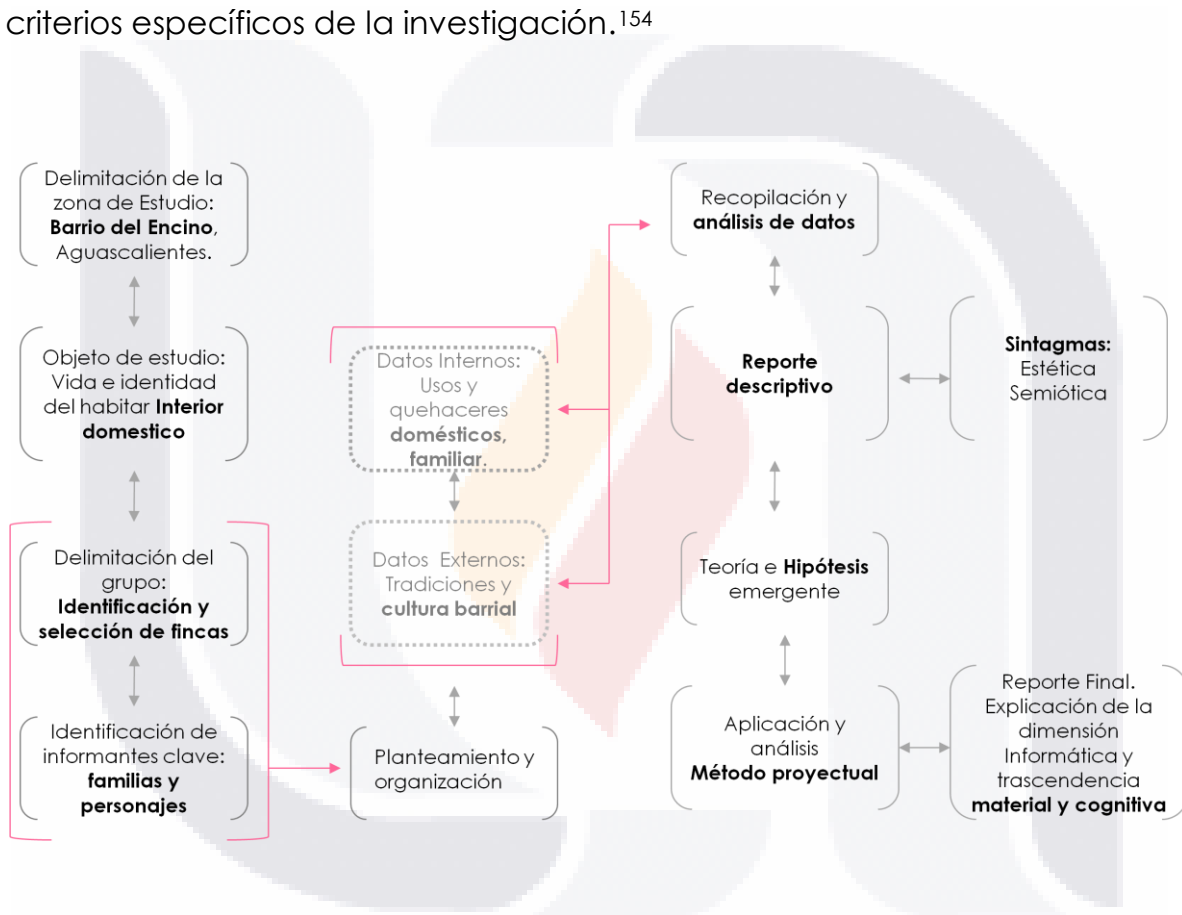 criterios específicos de la investigación.154
Delimitación de la
zona de Estudio:
Barrio del Encino,
Aguascalientes.
Objeto de estudio:
Vida e identidad
del habitar Interior
domestico
Delimitación del
grupo:
Identificación y
selección de fincas
Identificación de
informantes clave:
familias y
personajes
Datos Internos:
Usos y
quehaceres
domésticos,
familiar.
Datos Externos:
Tradiciones y
cultura barrial
Planteamiento y
organización
Recopilación y
análisis de datos
Reporte
descriptivo
Teoría e Hipótesis
emergente
Aplicación y
análisis
Método proyectual
Sintagmas:
Estética
Semiótica
Reporte Final.
Explicación de la
dimensión
Informática y
trascendencia
material y cognitiva